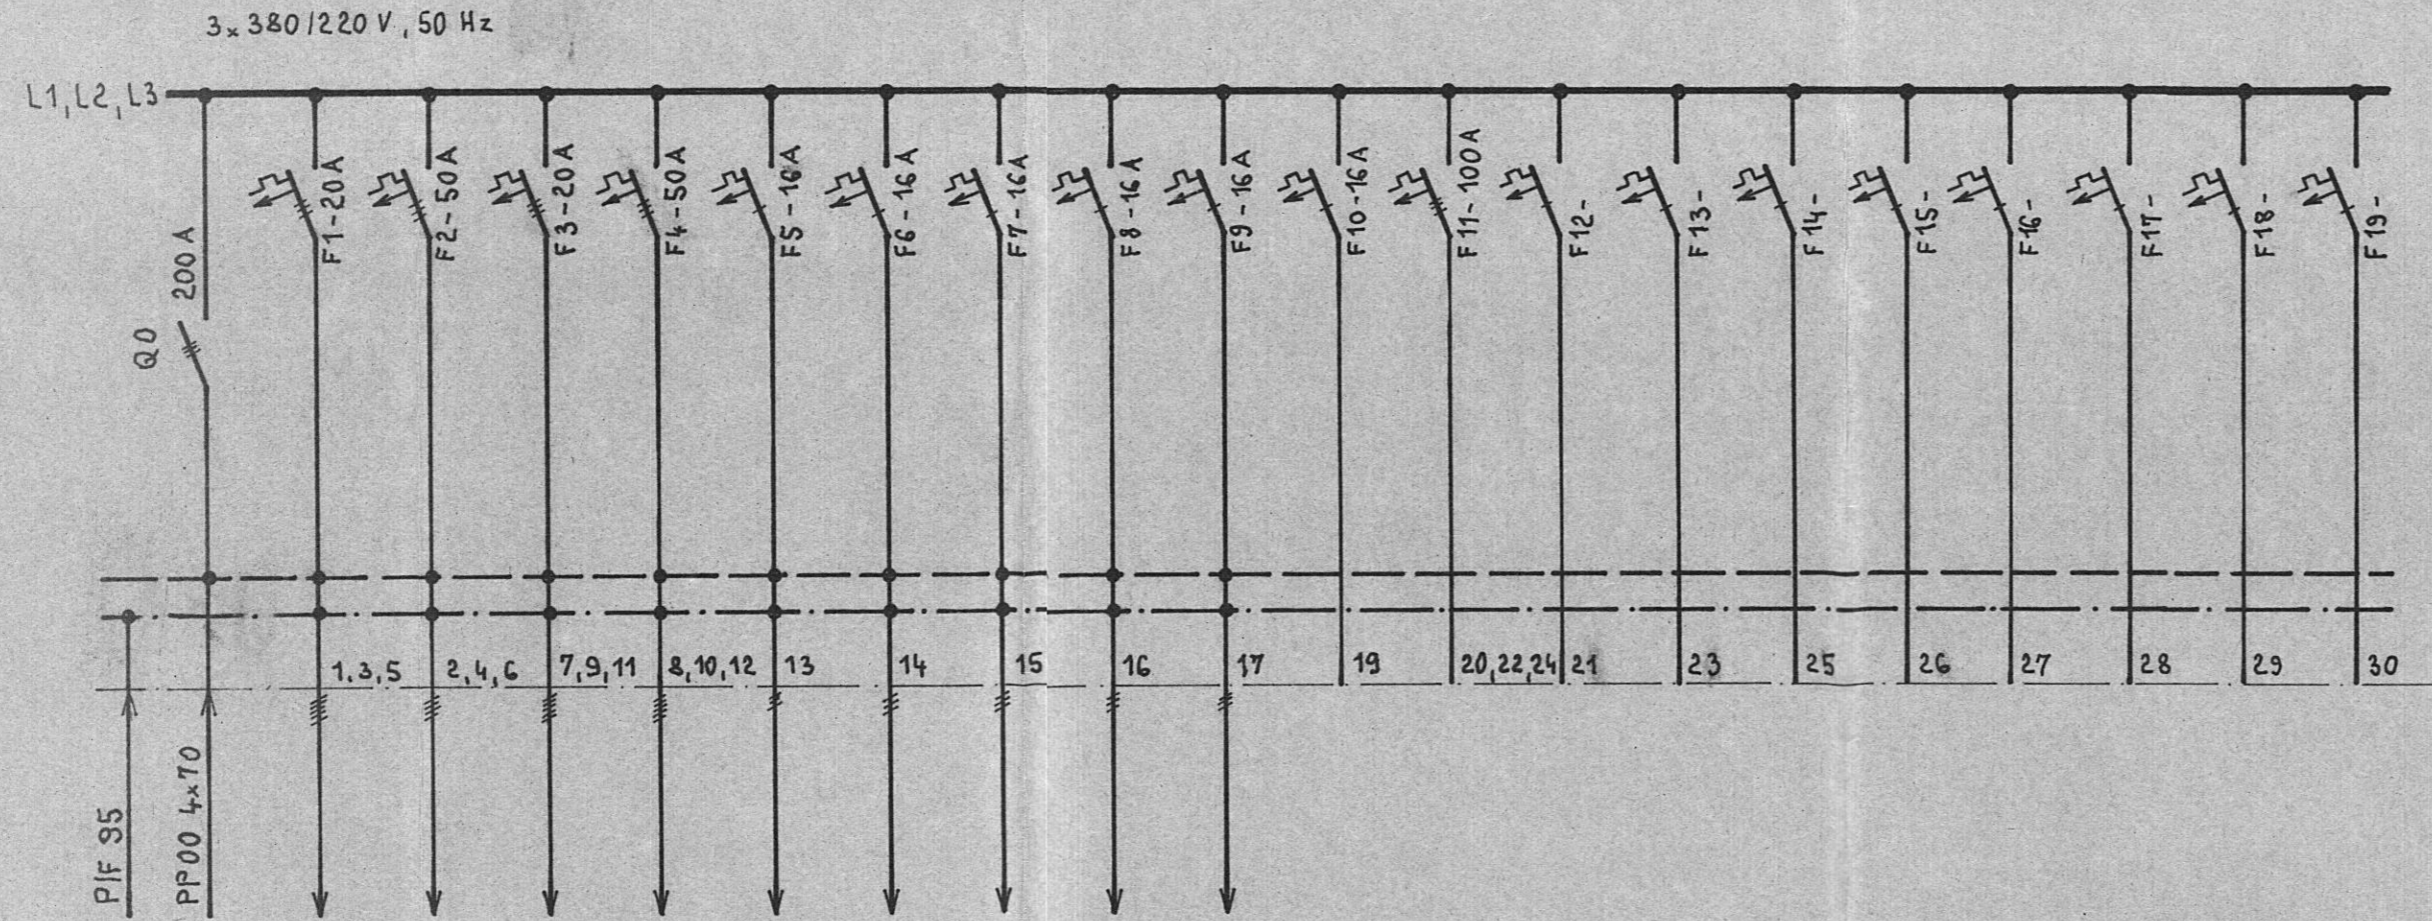 3x380/220 V, 50 Hz
L1, L2, L3
200 A
Q0
F1-20A
F2-50A
F3-20A
F4-50A
F5-16A
F6-16A
F7-16A
F8-16A
F9-16A
F10-16A
F11-100A
F12-
F13-
F14-
F15-
F16-
F17-
F18-
F19-
1,3,5
2,4,6
7,9,11
8,10,12
13
14
15
16
17
19
20,22,24
21
23
25
26
27
28
29
30
P/F 95
PP00 4x70